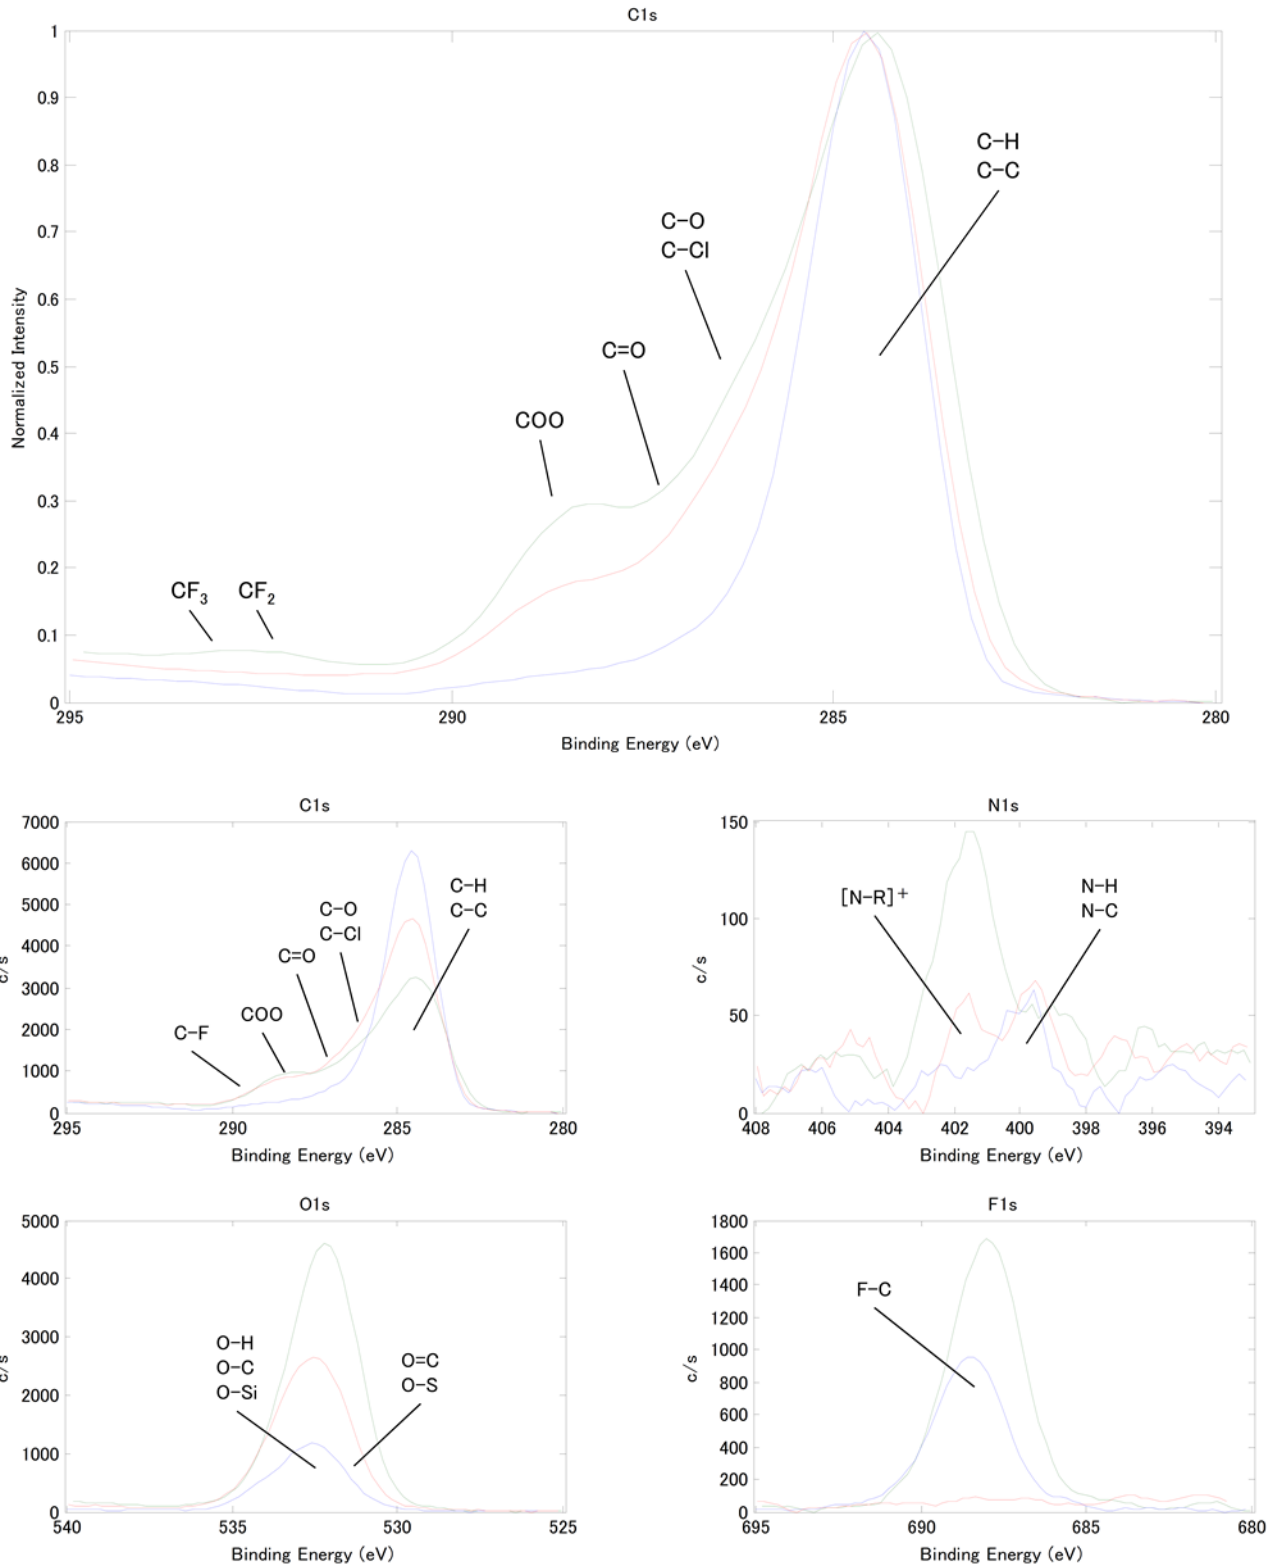 C1s
1
0.9
0.8
0.7
0.6
0.5
0.4
0.3
0.2
0.1
0
Normalized Intensity
C-H
C-C
C-O
C-Cl
C=O
COO
CF3 CF2
295 290 285 280
Binding Energy (eV)
C1s
7000
6000
5000
4000
3000
2000
1000
0
c/s
C-H
C-C
C-O
C-Cl
C=O
COO
C-F
295 290 285 280
Binding Energy (eV)
N1s
150
100
50
0
c/s
[N-R]+
N-H
N-C
408 406 404 402 400 398 396 394
Binding Energy (eV)
O1s
5000
4000
3000
2000
1000
0
c/s
O-H
O-C
O-Si
O=C
O-S
540 535 530 525
Binding Energy (eV)
F1s
1800
1600
1400
1200
1000
800
600
400
200
0
c/s
F-C
695 690 685 680
Binding Energy (eV)